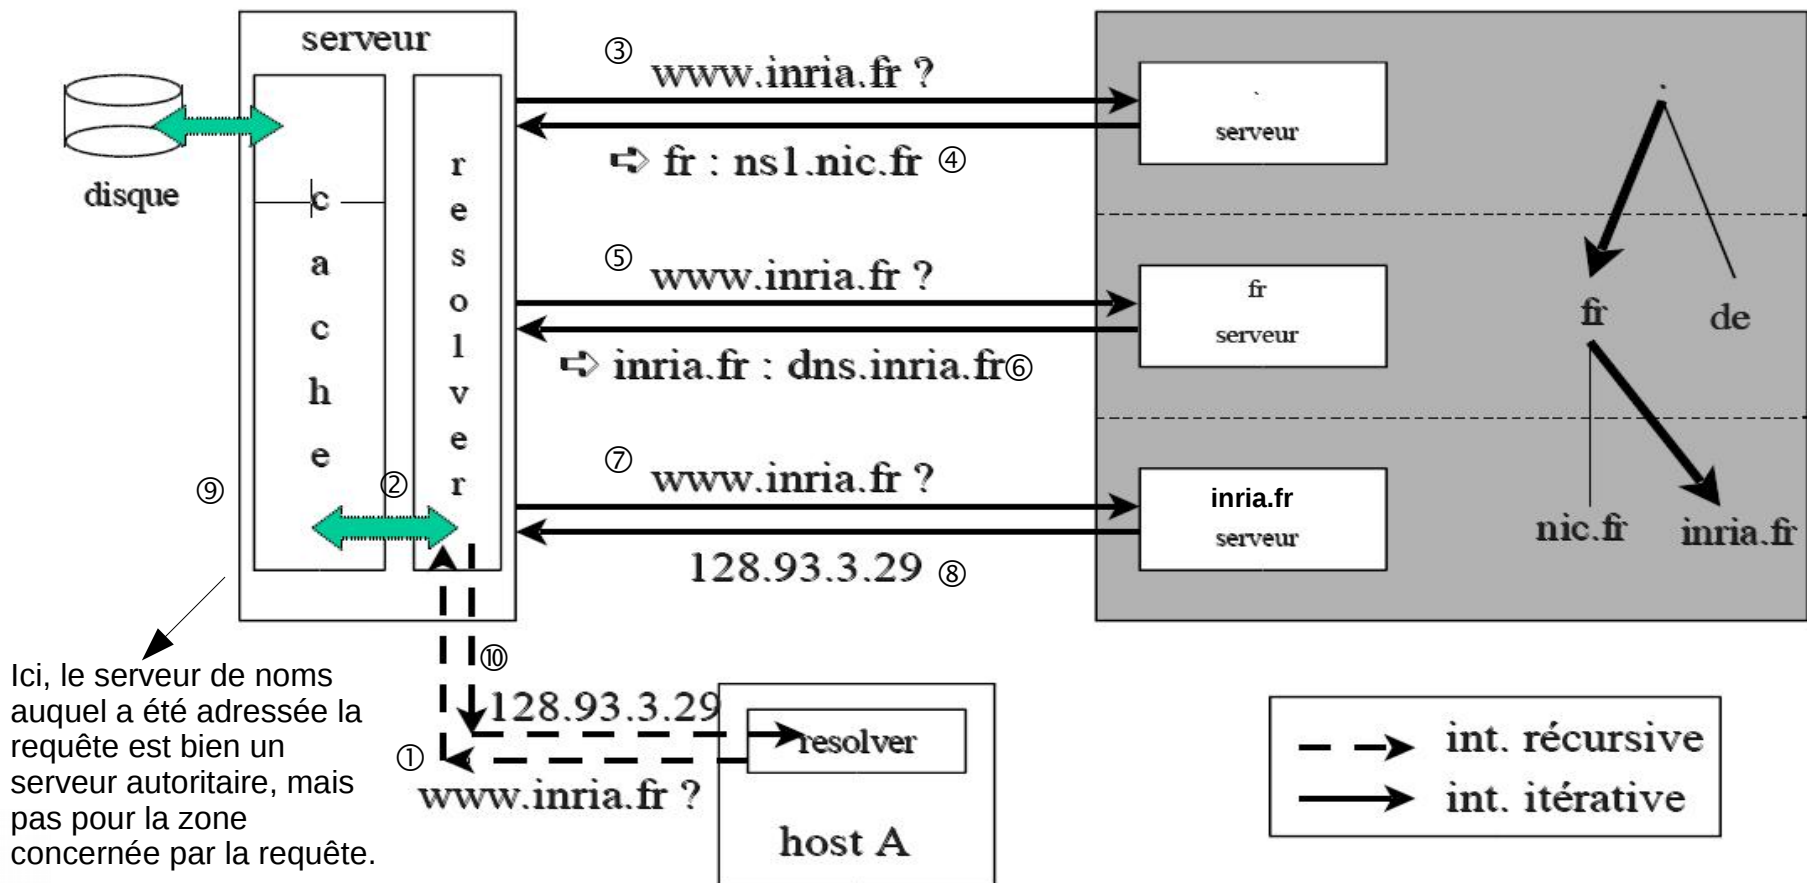 serveur
disque
cache
resolver
③
www.inria.fr ?
➪ fr : ns1.nic.fr ④
⑤
www.inria.fr ?
➪ inria.fr : dns.inria.fr ⑥
⑦
www.inria.fr ?
128.93.3.29 ⑧
⑨
②
.
serveur
fr
serveur
inria.fr
serveur
.
fr
de
nic.fr
inria.fr
Ici, le serveur de noms
auquel a été adressée la
requête est bien un
serveur autoritaire, mais
pas pour la zone
concernée par la requête.
⑩
128.93.3.29
①
www.inria.fr ?
resolver
host A
int. récursive
int. itérative